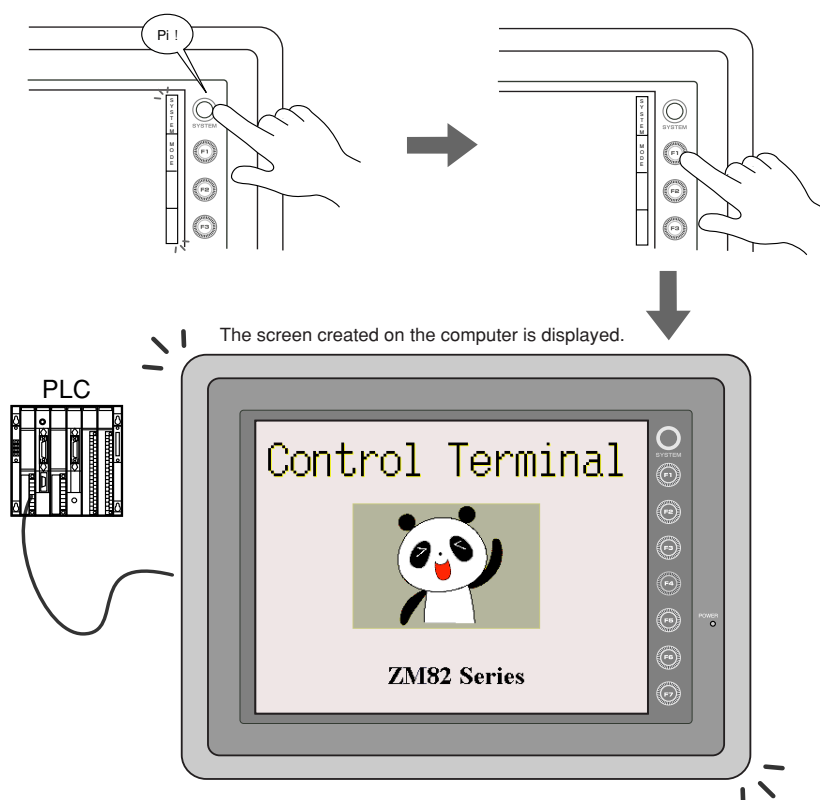 Pi !
SYSTEM
MODE
SYSTEM
F1
F2
F3
SYSTEM
MODE
SYSTEM
F1
F2
F3
The screen created on the computer is displayed.
PLC
Control Terminal
ZM82 Series
SYSTEM
F1
F2
F3
F4
F5
F6
F7
POWER